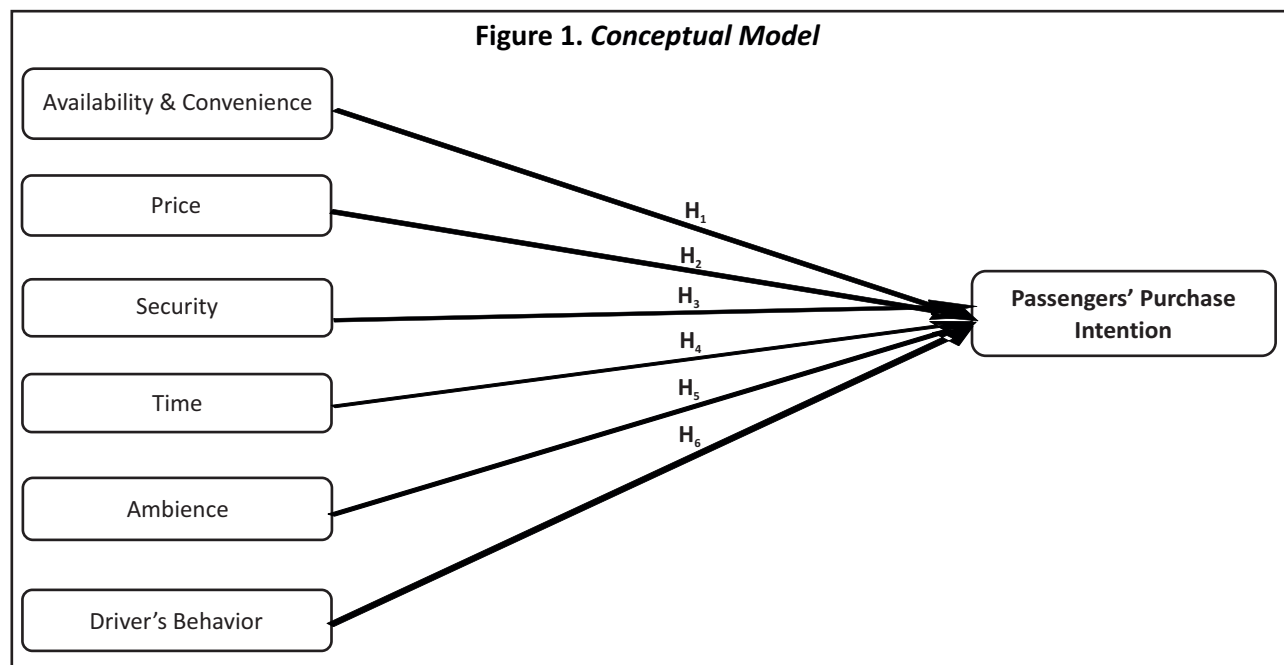 Figure 1. Conceptual Model
Availability & Convenience
Price
Security
Time
Ambience
Driver’s Behavior
H₁
H₂
H₃
H₄
H₅
H₆
Passengers’ Purchase
Intention